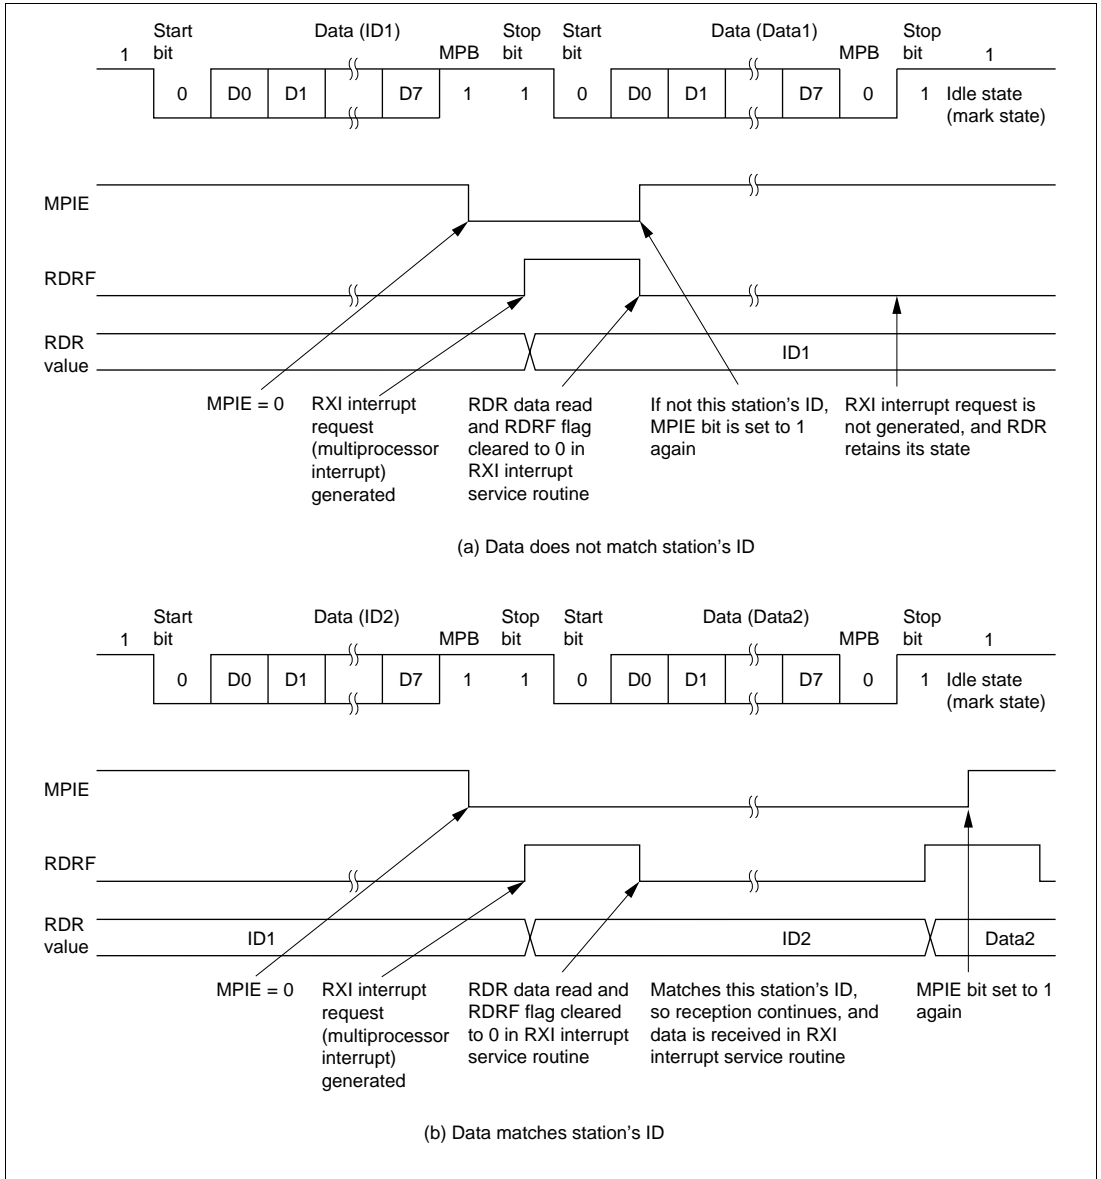 Start Data (ID1) Stop Start Data (Data1) Stop
1 bit MPB bit bit MPB bit 1
0 D0 D1 D7 1 1 0 D0 D1 D7 0 1 Idle state
(mark state)
MPIE
RDRF
RDR
value
ID1
MPIE = 0
RXI interrupt
request
(multiprocessor
interrupt)
generated
RDR data read
and RDRF flag
cleared to 0 in
RXI interrupt
service routine
If not this station's ID,
MPIE bit is set to 1
again
RXI interrupt request is
not generated, and RDR
retains its state
(a) Data does not match station's ID
Start Data (ID2) Stop Start Data (Data2) Stop
1 bit MPB bit bit MPB bit 1
0 D0 D1 D7 1 1 0 D0 D1 D7 0 1 Idle state
(mark state)
MPIE
RDRF
RDR
value
ID1 ID2 Data2
MPIE = 0
RXI interrupt
request
(multiprocessor
interrupt)
generated
RDR data read and
RDRF flag cleared
to 0 in RXI interrupt
service routine
Matches this station's ID,
so reception continues, and
data is received in RXI
interrupt service routine
MPIE bit set to 1
again
(b) Data matches station's ID